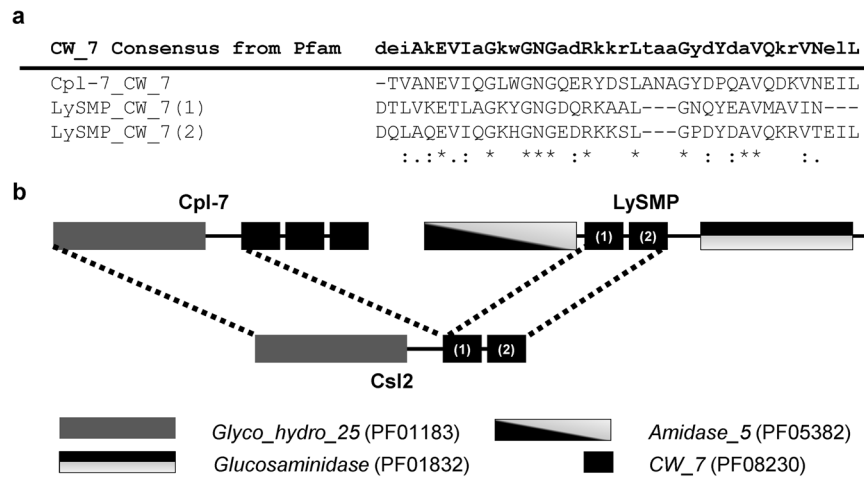 a
CW_7 Consensus from Pfam deiAkEVIaGkwGNGadRkkrLtaaGydYdaVQkrVNelL
Cpl-7_CW_7 -TVANEVIQGLWGNGQERYDSLANAGYDPQAVQDKVNEIL
LySMP_CW_7(1) DTLVKETLAGKYGNGDQRKAAL---GNQYEAVMAVIN---
LySMP_CW_7(2) DQLAQEVIQGKHGNGEDRKKSL---GPDYDAVQKRVTEIL
:.:*.: * *** :* * * : :** :.
b
Cpl-7 LySMP
(1) (2)
(1) (2)
Csl2
Glyco_hydro_25 (PF01183) Amidase_5 (PF05382)
Glucosaminidase (PF01832) CW_7 (PF08230)